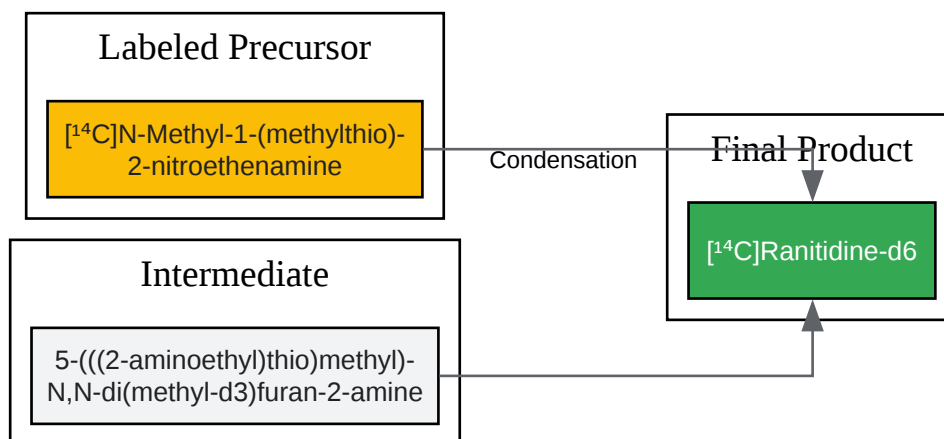 Labeled Precursor
[¹⁴C]N-Methyl-1-(methylthio)-
2-nitroethenamine
Condensation
Final Product
[¹⁴C]Ranitidine-d6
Intermediate
5-(((2-aminoethyl)thio)methyl)-
N,N-di(methyl-d3)furan-2-amine